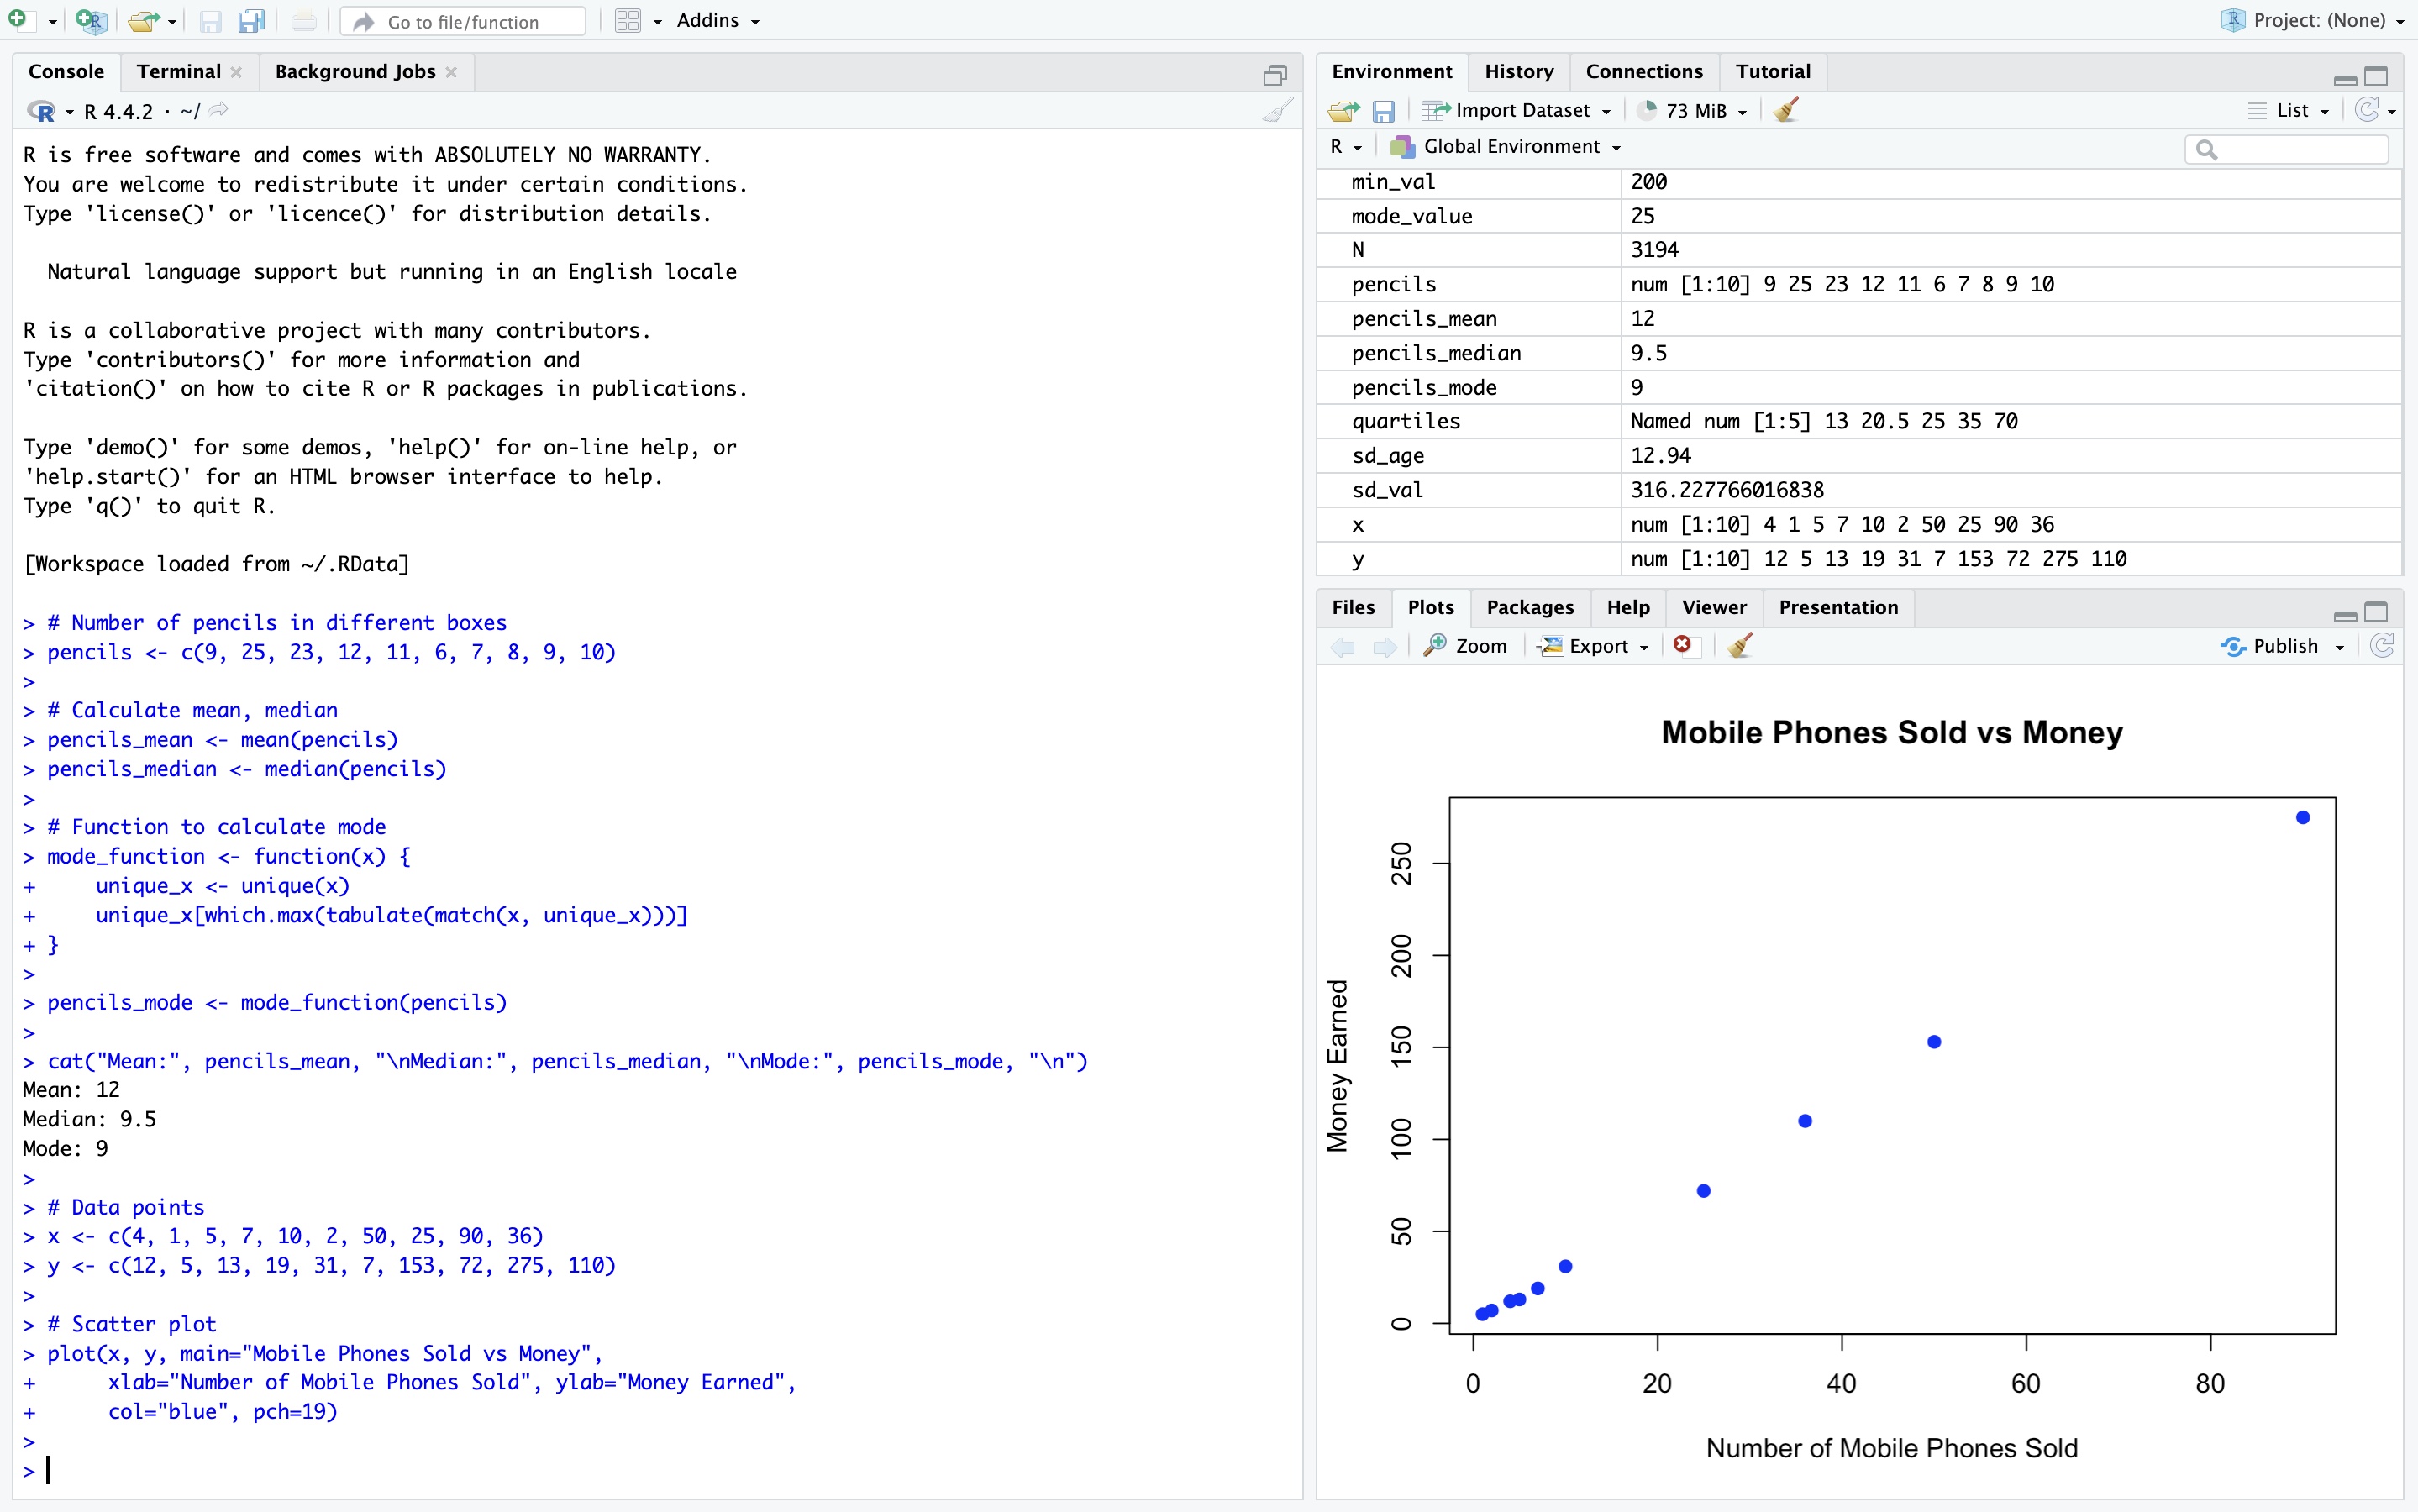 Go to file/function
Addins
Project: (None)
Console Terminal Background Jobs
R 4.4.2 · ~/
R is free software and comes with ABSOLUTELY NO WARRANTY.
You are welcome to redistribute it under certain conditions.
Type 'license()' or 'licence()' for distribution details.
Natural language support but running in an English locale
R is a collaborative project with many contributors.
Type 'contributors()' for more information and
'citation()' on how to cite R or R packages in publications.
Type 'demo()' for some demos, 'help()' for on-line help, or
'help.start()' for an HTML browser interface to help.
Type 'q()' to quit R.
[Workspace loaded from ~/.RData]
> # Number of pencils in different boxes
> pencils <- c(9, 25, 23, 12, 11, 6, 7, 8, 9, 10)
>
> # Calculate mean, median
> pencils_mean <- mean(pencils)
> pencils_median <- median(pencils)
>
> # Function to calculate mode
> mode_function <- function(x) {
+     unique_x <- unique(x)
+     unique_x[which.max(tabulate(match(x, unique_x)))]
+ }
>
> pencils_mode <- mode_function(pencils)
>
> cat("Mean:", pencils_mean, "\nMedian:", pencils_median, "\nMode:", pencils_mode, "\n")
Mean: 12
Median: 9.5
Mode: 9
>
> # Data points
> x <- c(4, 1, 5, 7, 10, 2, 50, 25, 90, 36)
> y <- c(12, 5, 13, 19, 31, 7, 153, 72, 275, 110)
>
> # Scatter plot
> plot(x, y, main="Mobile Phones Sold vs Money",
+      xlab="Number of Mobile Phones Sold", ylab="Money Earned",
+      col="blue", pch=19)
>
>
Environment History Connections Tutorial
Import Dataset 73 MiB List
R Global Environment
min_val 200
mode_value 25
N 3194
pencils num [1:10] 9 25 23 12 11 6 7 8 9 10
pencils_mean 12
pencils_median 9.5
pencils_mode 9
quartiles Named num [1:5] 13 20.5 25 35 70
sd_age 12.94
sd_val 316.227766016838
x num [1:10] 4 1 5 7 10 2 50 25 90 36
y num [1:10] 12 5 13 19 31 7 153 72 275 110
Files Plots Packages Help Viewer Presentation
Zoom Export Publish
Mobile Phones Sold vs Money
Money Earned
250
200
150
100
50
0
0 20 40 60 80
Number of Mobile Phones Sold